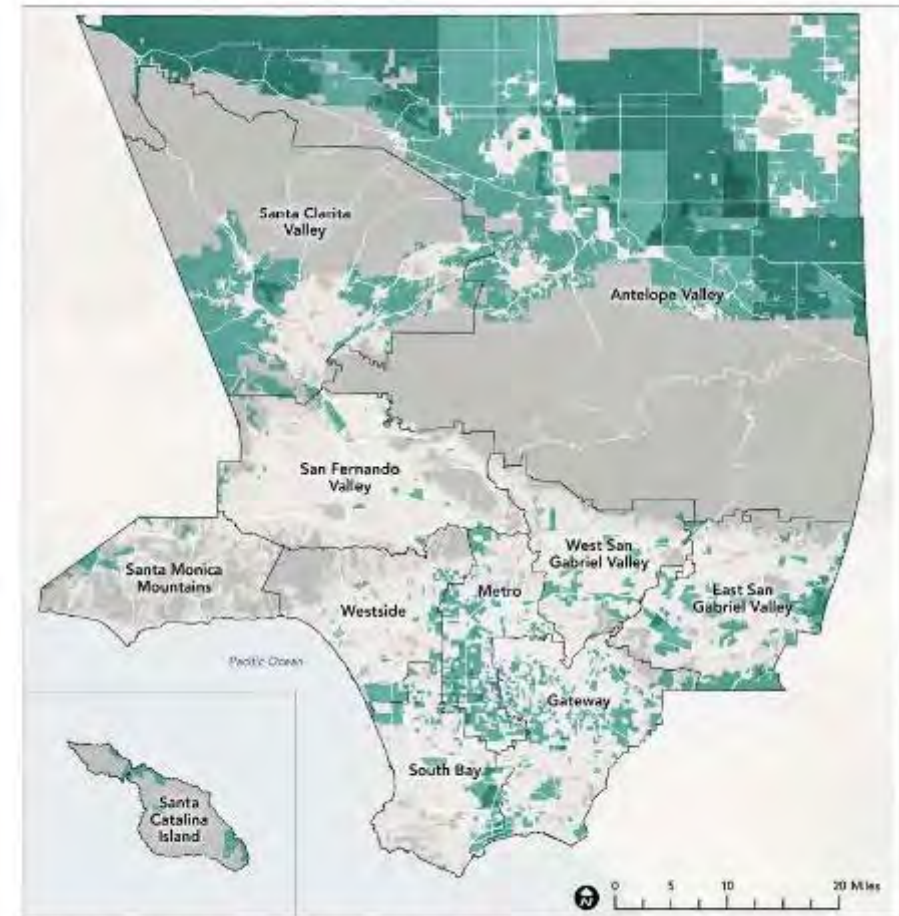 Santa Clarita
Valley
Antelope Valley
San Fernando
Valley
West San
Gabriel Valley
Santa Monica
Mountains
Metro
East San
Gabriel Valley
Westside
Pacific Ocean
Gateway
South Bay
Santa
Catalina
Island
N
0 5 10 20 Miles